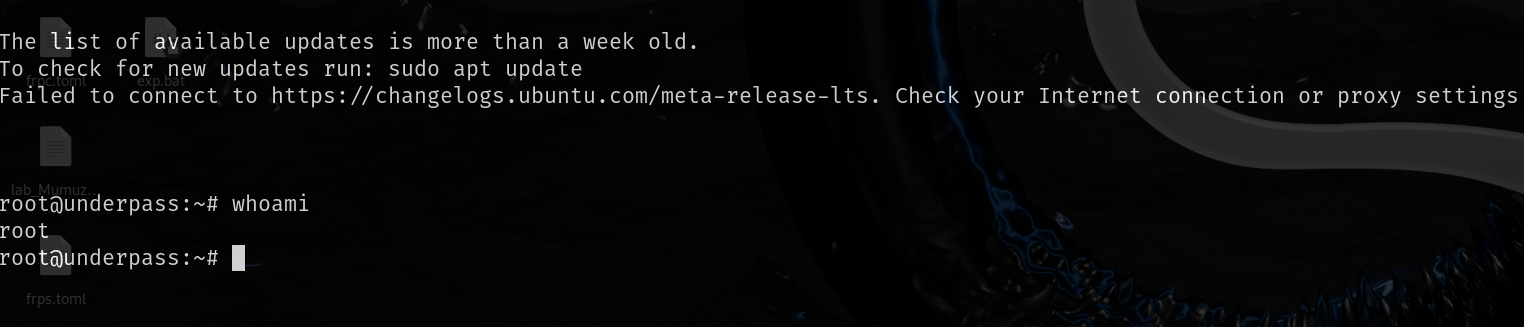 The list of available updates is more than a week old.
To check for new updates run: sudo apt update
Failed to connect to https://changelogs.ubuntu.com/meta-release-lts. Check your Internet connection or proxy settings
root@underpass:~# whoami
root
root@underpass:~#
frpc.toml
exp.bat
lab_Mumuz...
frps.toml